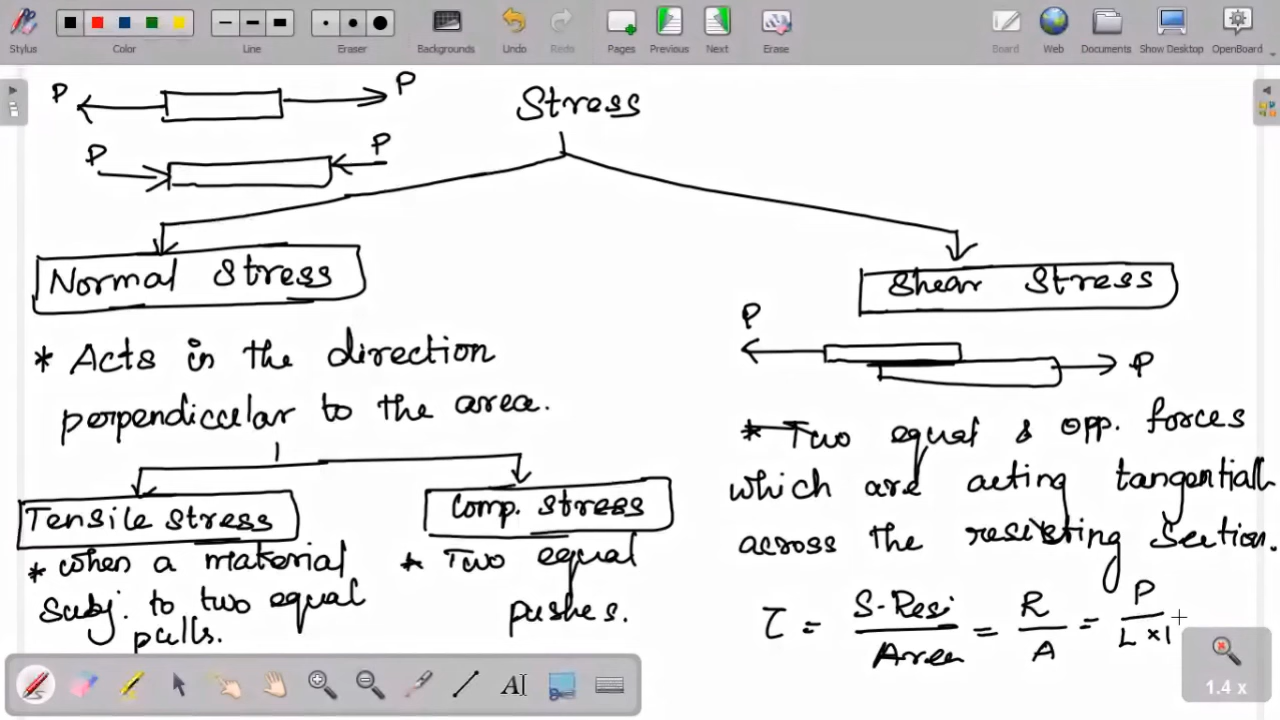 Stylus Color Line Eraser Backgrounds Undo Redo Pages Previous Next Erase Board Web Documents Show Desktop OpenBoard
P P
P P
Stress
Normal Stress
* Acts in the direction
perpendicular to the area.
Tensile stress
* when a material
subj. to two equal
pulls.
Comp. stress
* Two equal
pushes.
Shear Stress
P P
* Two equal & opp. forces
which are acting tangentiall
across the resisting section.
τ = S.Resi / Area = R / A = P / L×1
AI
1.4 x